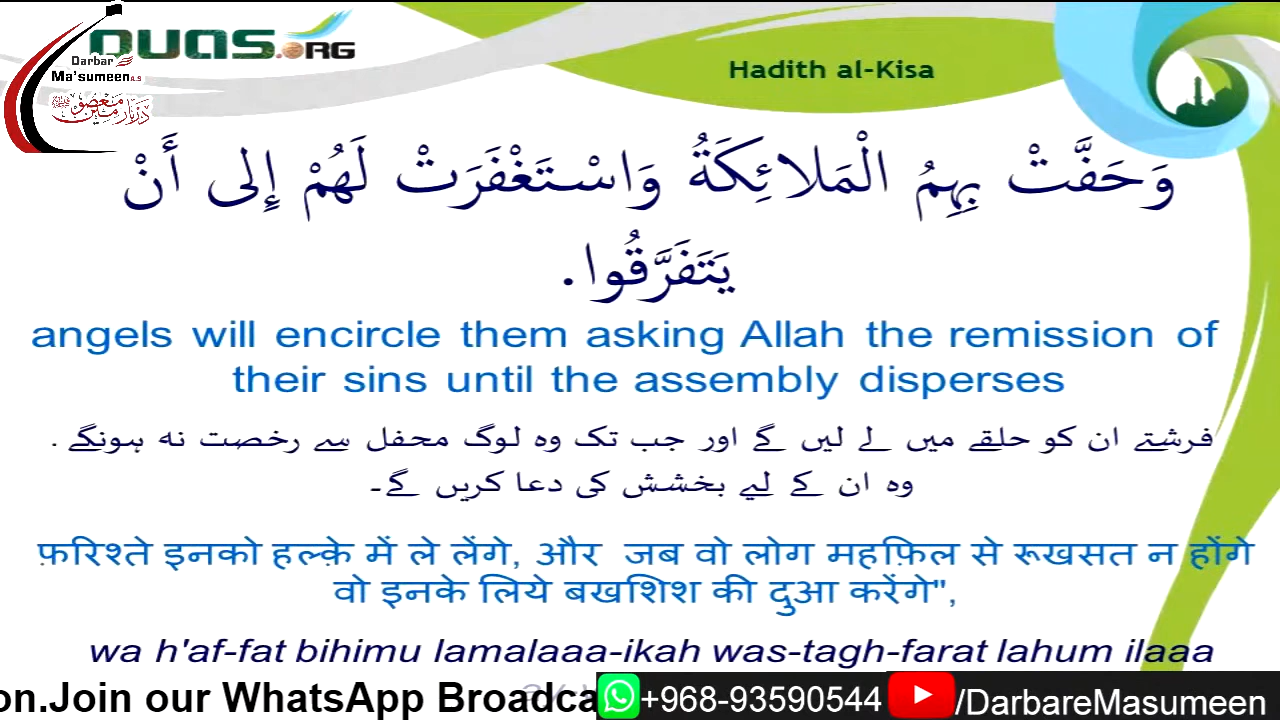 DUAS.ORG
Darbar
Ma'sumeen A.S
Hadith al-Kisa
وَحَفَّتْ بِهِمُ الْمَلائِكَةُ وَاسْتَغْفَرَتْ لَهُمْ إِلى أَنْ
يَتَفَرَّقُوا.
angels will encircle them asking Allah the remission of
their sins until the assembly disperses
فرشتے ان کو حلقے میں لے لیں گے اور جب تک وہ لوگ محفل سے رخصت نہ ہونگے .
وہ ان کے لیے بخشش کی دعا کریں گے۔
फ़रिश्ते इनको हल्क़े में ले लेंगे, और जब वो लोग महफ़िल से रूखसत न होंगे
वो इनके लिये बखशिश की दुआ करेंगे",
wa h'af-fat bihimu lamalaaa-ikah was-tagh-farat lahum ilaaa
on.Join our WhatsApp Broadca
+968-93590544
/DarbareMasumeen